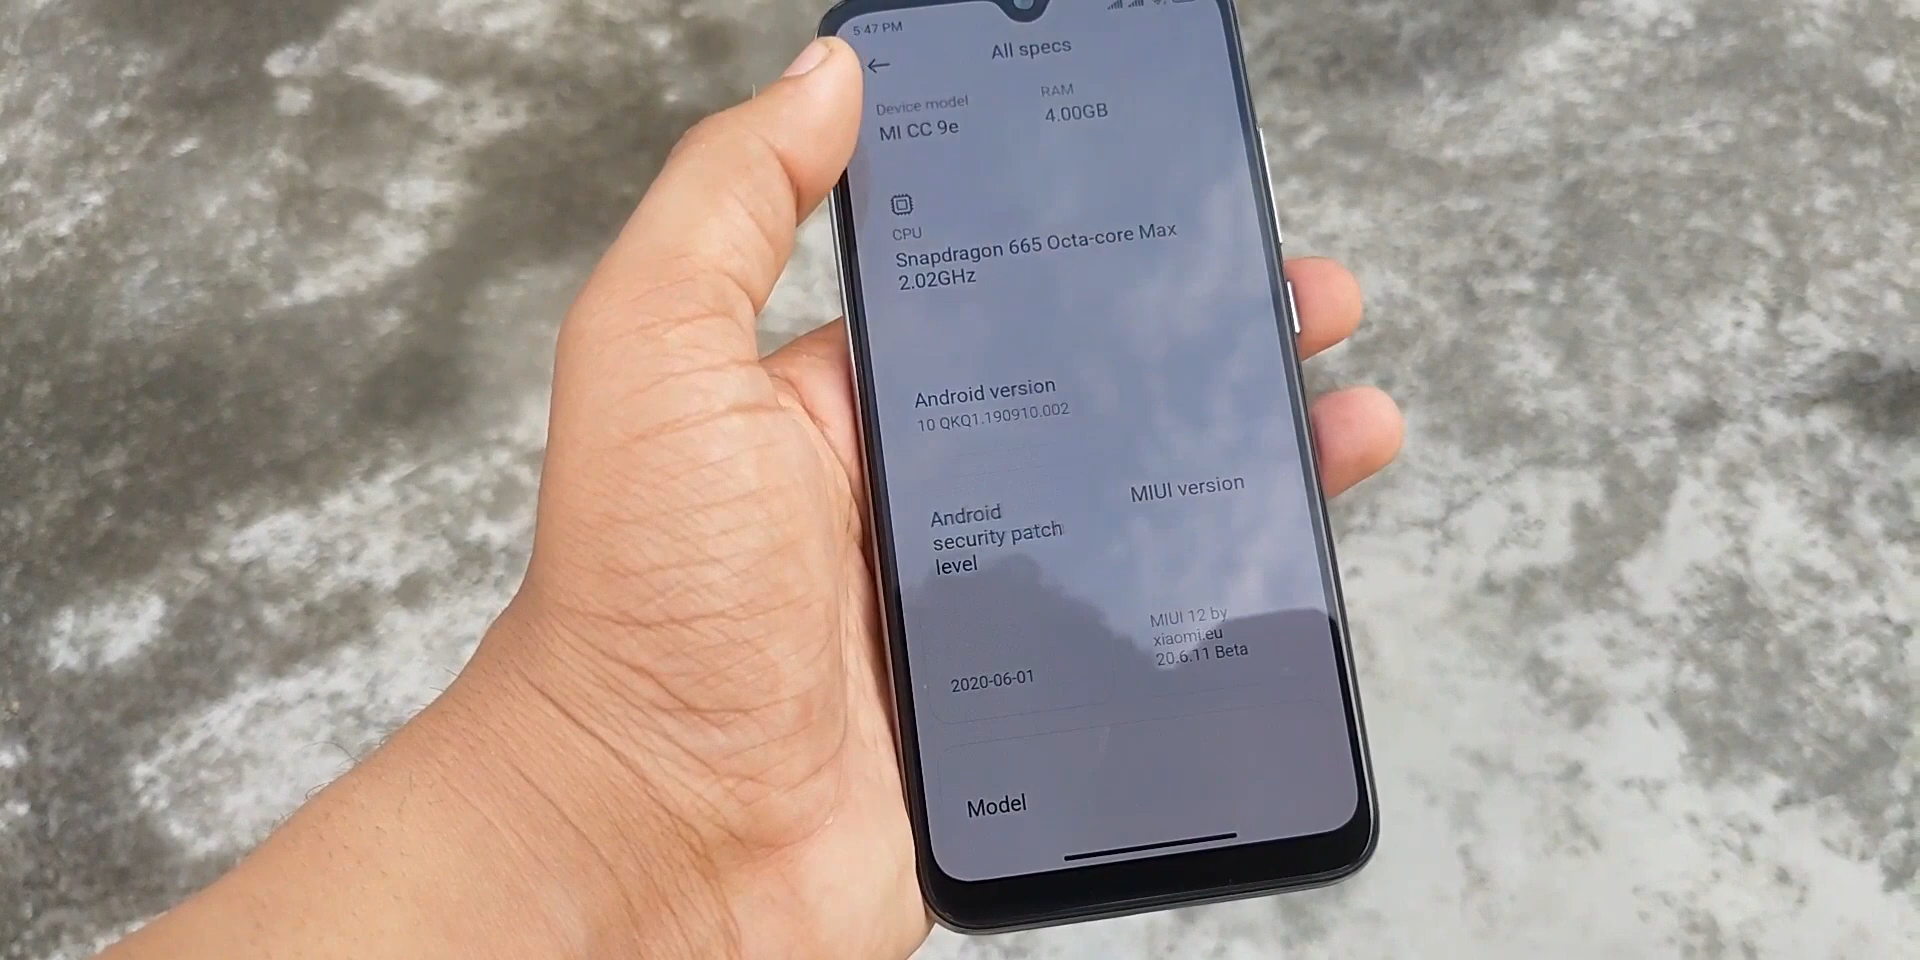 5:47 PM
All specs
Device model
MI CC 9e
RAM
4.00GB
CPU
Snapdragon 665 Octa-core Max
2.02GHz
Android version
10 QKQ1.190910.002
Android
security patch
level
2020-06-01
MIUI version
MIUI 12 by
xiaomi.eu
20.6.11 Beta
Model